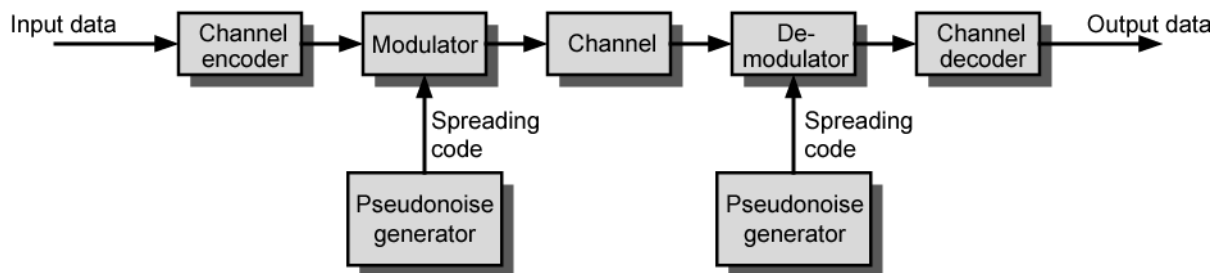 Input data
Channel
encoder
Modulator
Channel
De-
modulator
Channel
decoder
Output data
Spreading
code
Spreading
code
Pseudonoise
generator
Pseudonoise
generator